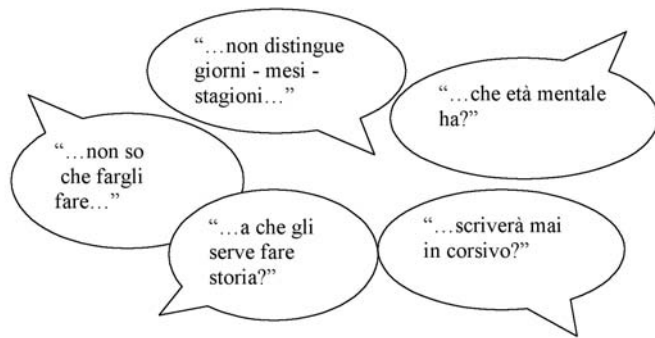 “…non distingue
giorni - mesi -
stagioni…”
“…che età mentale
ha?”
“…non so
che fargli
fare…”
“…a che gli
serve fare
storia?”
“…scriverà mai
in corsivo?”